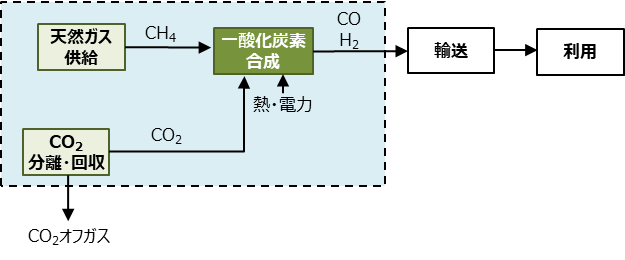 天然ガス
供給
CH₄
一酸化炭素
合成
CO
H₂
輸送
利用
熱・電力
CO₂
分離・回収
CO₂
CO₂オフガス